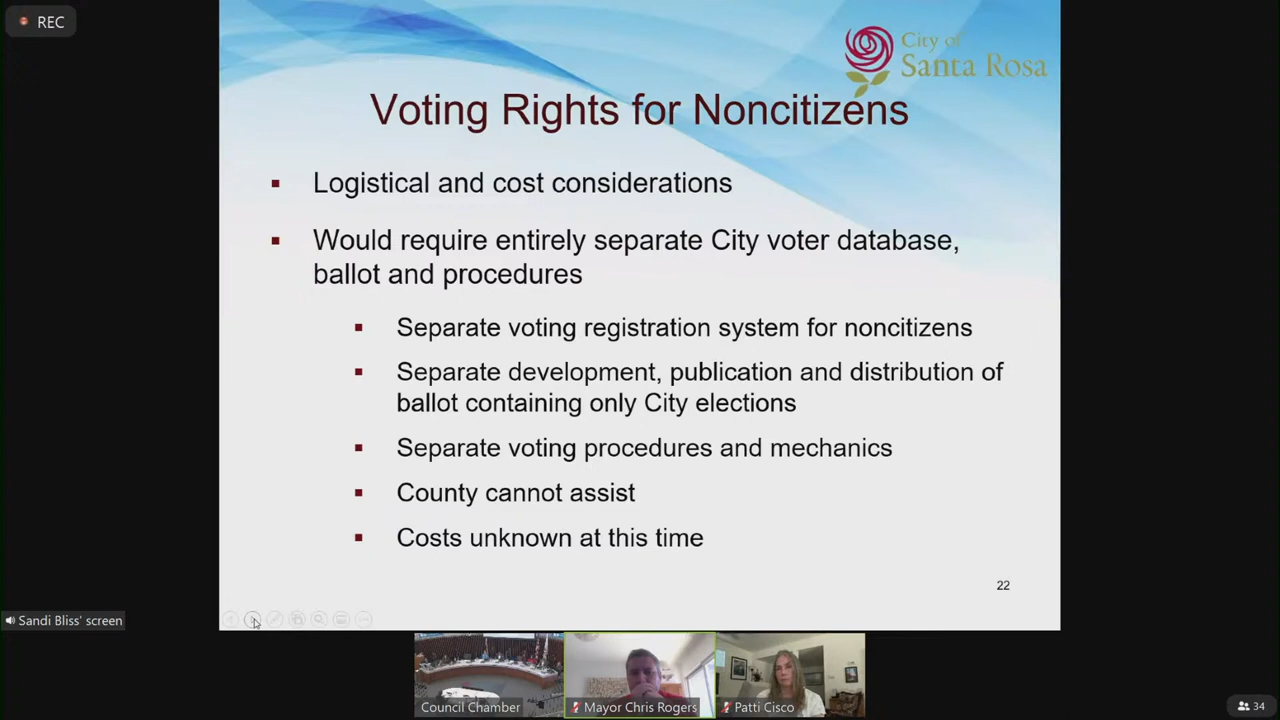 REC
City of
Santa Rosa
Voting Rights for Noncitizens
Logistical and cost considerations
Would require entirely separate City voter database,
ballot and procedures
Separate voting registration system for noncitizens
Separate development, publication and distribution of
ballot containing only City elections
Separate voting procedures and mechanics
County cannot assist
Costs unknown at this time
22
Sandi Bliss' screen
Council Chamber
Mayor Chris Rogers
Patti Cisco
34